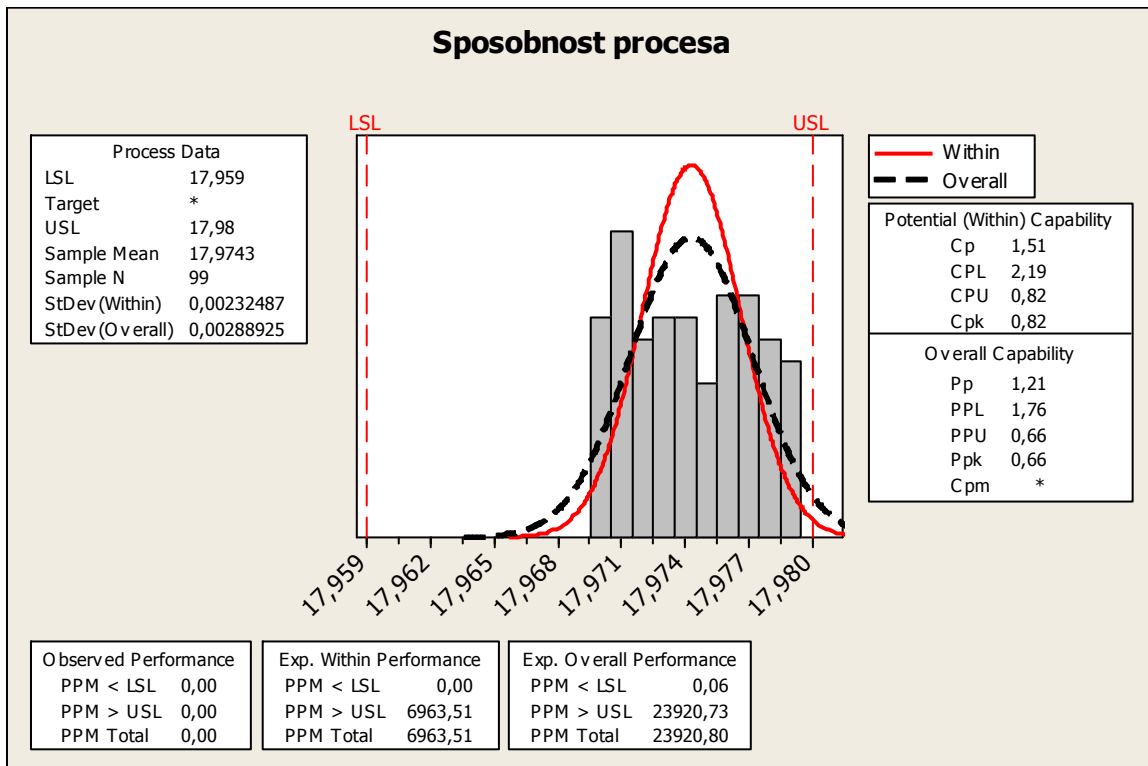 Sposobnost procesa
LSL USL
Process Data
LSL 17,959
Target *
USL 17,98
Sample Mean 17,9743
Sample N 99
StDev(Within) 0,00232487
StDev(Overall) 0,00288925
Within
Overall
Potential (Within) Capability
Cp 1,51
CPL 2,19
CPU 0,82
Cpk 0,82
Overall Capability
Pp 1,21
PPL 1,76
PPU 0,66
Ppk 0,66
Cpm *
17,959 17,962 17,965 17,968 17,971 17,974 17,977 17,980
Observed Performance
PPM < LSL 0,00
PPM > USL 0,00
PPM Total 0,00
Exp. Within Performance
PPM < LSL 0,00
PPM > USL 6963,51
PPM Total 6963,51
Exp. Overall Performance
PPM < LSL 0,06
PPM > USL 23920,73
PPM Total 23920,80